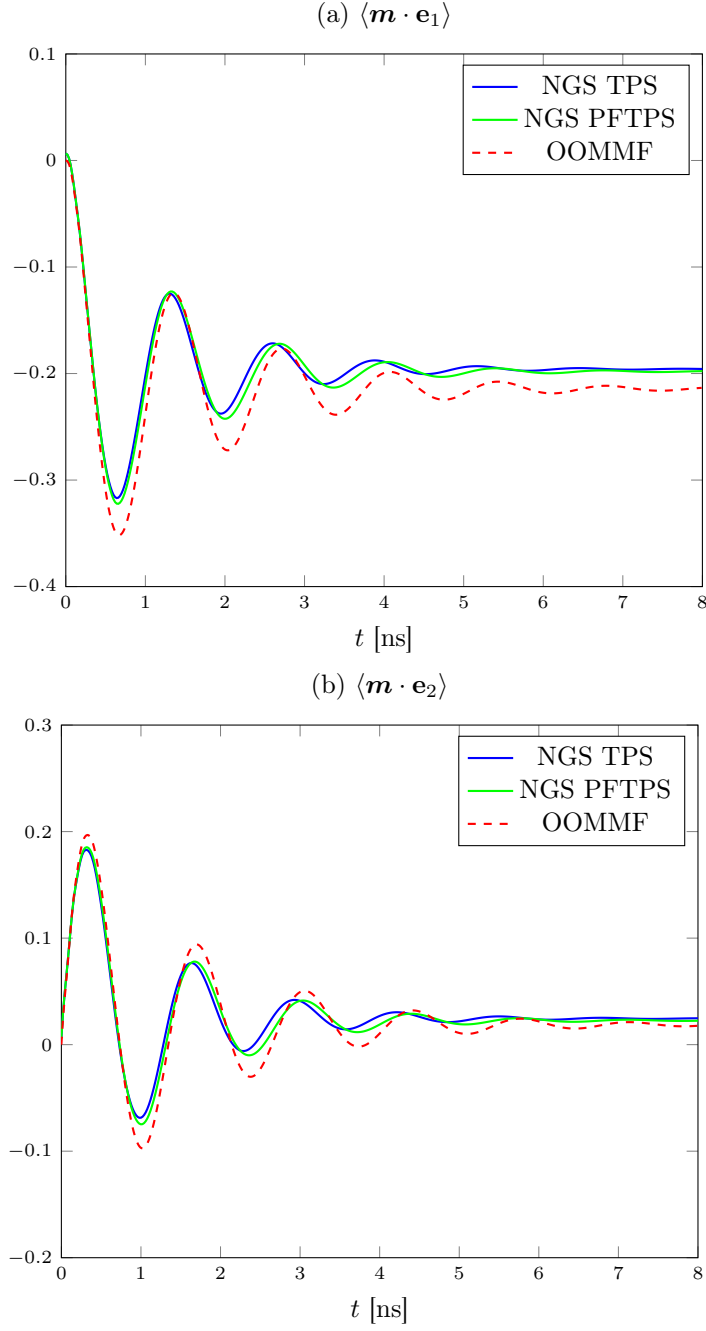 (a) ⟨m · e₁⟩
0.1
0
−0.1
−0.2
−0.3
−0.4
0 1 2 3 4 5 6 7 8
t [ns]
NGS TPS
NGS PFTPS
OOMMF
(b) ⟨m · e₂⟩
0.3
0.2
0.1
0
−0.1
−0.2
0 1 2 3 4 5 6 7 8
t [ns]
NGS TPS
NGS PFTPS
OOMMF